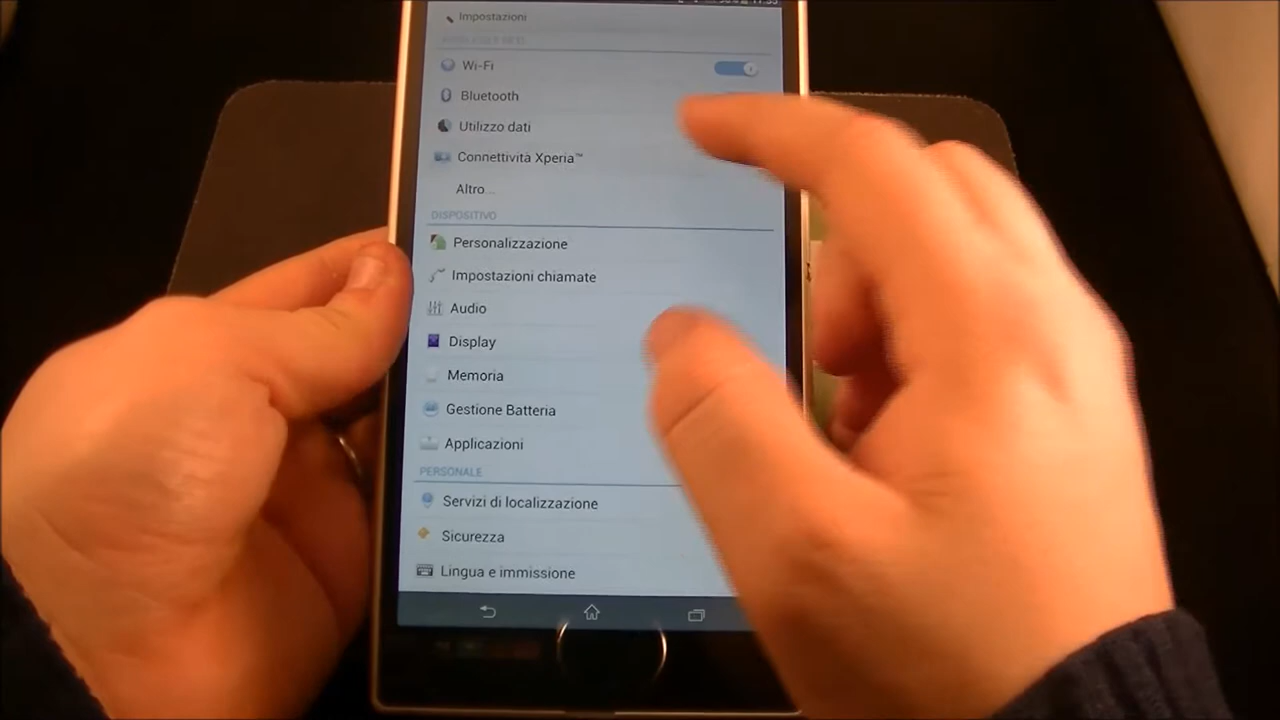 Impostazioni
Wi-Fi
Bluetooth
Utilizzo dati
Connettività Xperia™
Altro...
DISPOSITIVO
Personalizzazione
Impostazioni chiamate
Audio
Display
Memoria
Gestione Batteria
Applicazioni
PERSONALE
Servizi di localizzazione
Sicurezza
Lingua e immissione